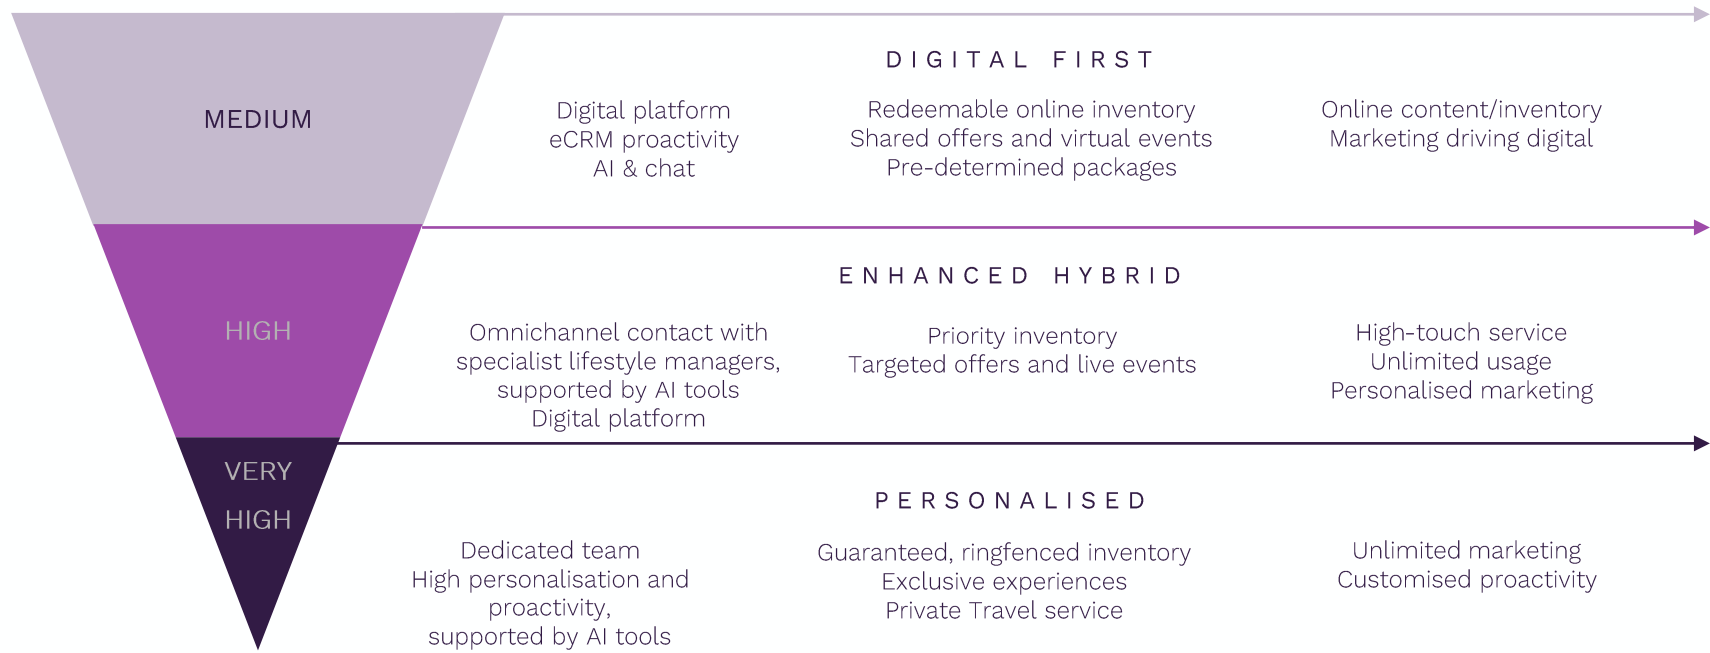 MEDIUM
DIGITAL FIRST
Digital platform
eCRM proactivity
AI & chat
Redeemable online inventory
Shared offers and virtual events
Pre-determined packages
Online content/inventory
Marketing driving digital
HIGH
ENHANCED HYBRID
Omnichannel contact with
specialist lifestyle managers,
supported by AI tools
Digital platform
Priority inventory
Targeted offers and live events
High-touch service
Unlimited usage
Personalised marketing
VERY
HIGH
PERSONALISED
Dedicated team
High personalisation and
proactivity,
supported by AI tools
Guaranteed, ringfenced inventory
Exclusive experiences
Private Travel service
Unlimited marketing
Customised proactivity